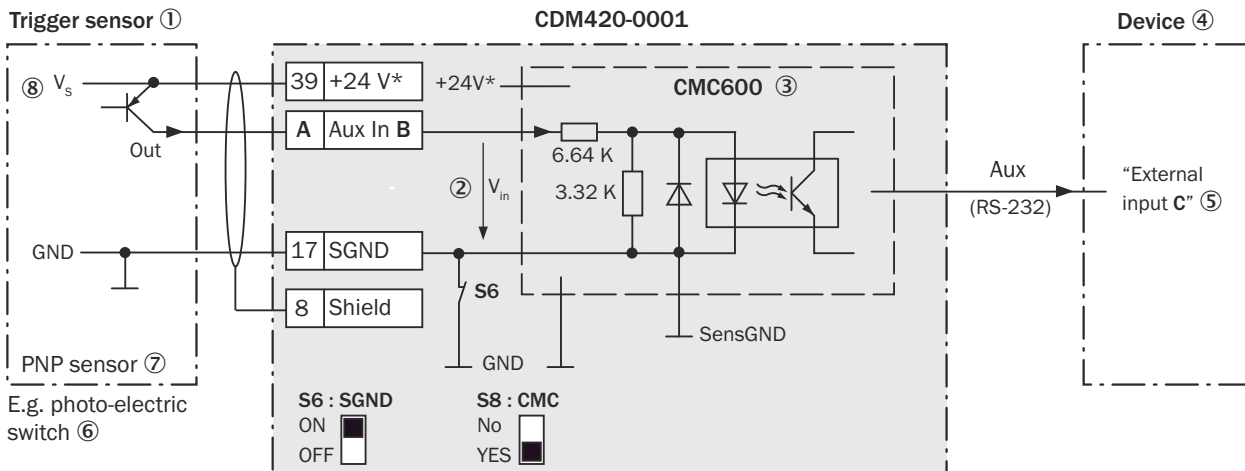 Trigger sensor ①
CDM420-0001
Device ④
⑧ Vs
39 +24 V*
+24V*
CMC600 ③
A Aux In B
Out
6.64 K
3.32 K
② Vin
Aux
(RS-232)
"External
input C" ⑤
GND
17 SGND
S6
8 Shield
SensGND
GND
PNP sensor ⑦
E.g. photo-electric
switch ⑥
S6 : SGND
ON
OFF
S8 : CMC
No
YES